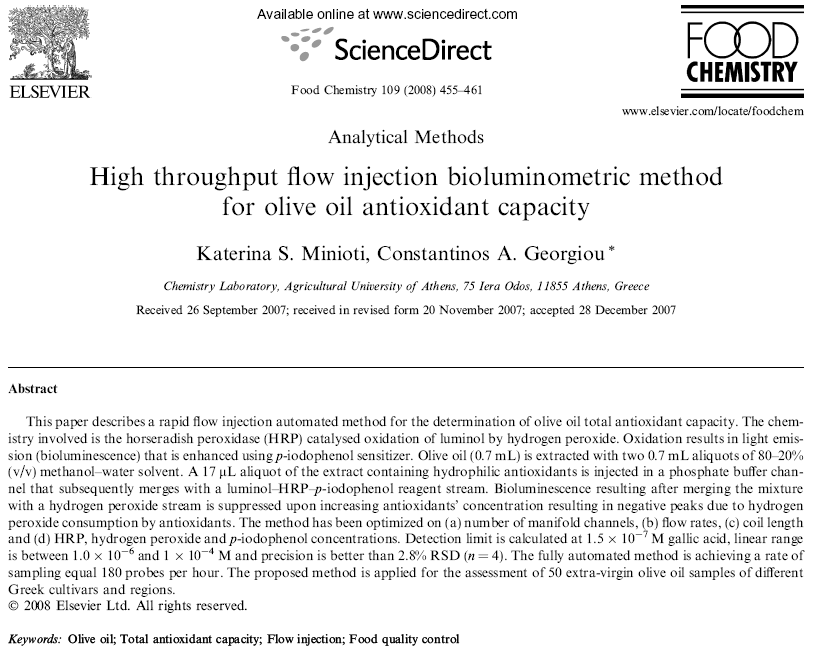 Available online at www.sciencedirect.com
ScienceDirect
ELSEVIER
FOOD
CHEMISTRY
Food Chemistry 109 (2008) 455–461
www.elsevier.com/locate/foodchem
Analytical Methods
High throughput flow injection bioluminometric method
for olive oil antioxidant capacity
Katerina S. Minioti, Constantinos A. Georgiou *
Chemistry Laboratory, Agricultural University of Athens, 75 Iera Odos, 11855 Athens, Greece
Received 26 September 2007; received in revised form 20 November 2007; accepted 28 December 2007
Abstract
This paper describes a rapid flow injection automated method for the determination of olive oil total antioxidant capacity. The chem-
istry involved is the horseradish peroxidase (HRP) catalysed oxidation of luminol by hydrogen peroxide. Oxidation results in light emis-
sion (bioluminescence) that is enhanced using p-iodophenol sensitizer. Olive oil (0.7 mL) is extracted with two 0.7 mL aliquots of 80–20%
(v/v) methanol–water solvent. A 17 μL aliquot of the extract containing hydrophilic antioxidants is injected in a phosphate buffer chan-
nel that subsequently merges with a luminol–HRP–p-iodophenol reagent stream. Bioluminescence resulting after merging the mixture
with a hydrogen peroxide stream is suppressed upon increasing antioxidants' concentration resulting in negative peaks due to hydrogen
peroxide consumption by antioxidants. The method has been optimized on (a) number of manifold channels, (b) flow rates, (c) coil length
and (d) HRP, hydrogen peroxide and p-iodophenol concentrations. Detection limit is calculated at 1.5 × 10⁻⁷ M gallic acid, linear range
is between 1.0 × 10⁻⁶ and 1 × 10⁻⁴ M and precision is better than 2.8% RSD (n = 4). The fully automated method is achieving a rate of
sampling equal 180 probes per hour. The proposed method is applied for the assessment of 50 extra-virgin olive oil samples of different
Greek cultivars and regions.
© 2008 Elsevier Ltd. All rights reserved.
Keywords: Olive oil; Total antioxidant capacity; Flow injection; Food quality control